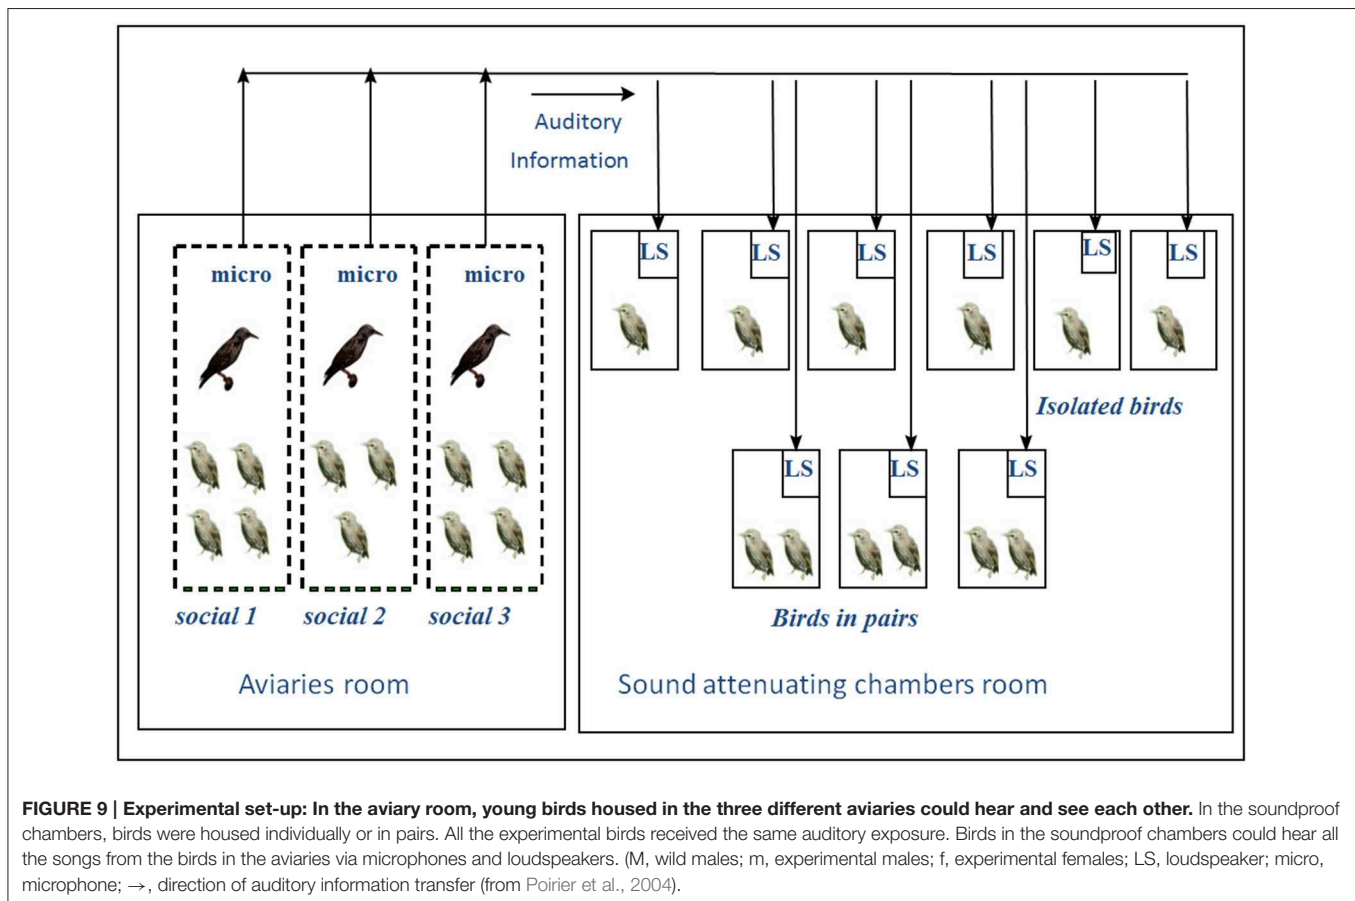 Auditory
Information
micro micro micro
LS LS LS LS LS LS
Isolated birds
LS LS LS
social 1 social 2 social 3
Birds in pairs
Aviaries room
Sound attenuating chambers room
FIGURE 9 | Experimental set-up: In the aviary room, young birds housed in the three different aviaries could hear and see each other. In the soundproof
chambers, birds were housed individually or in pairs. All the experimental birds received the same auditory exposure. Birds in the soundproof chambers could hear all
the songs from the birds in the aviaries via microphones and loudspeakers. (M, wild males; m, experimental males; f, experimental females; LS, loudspeaker; micro,
microphone; →, direction of auditory information transfer (from Poirier et al., 2004).